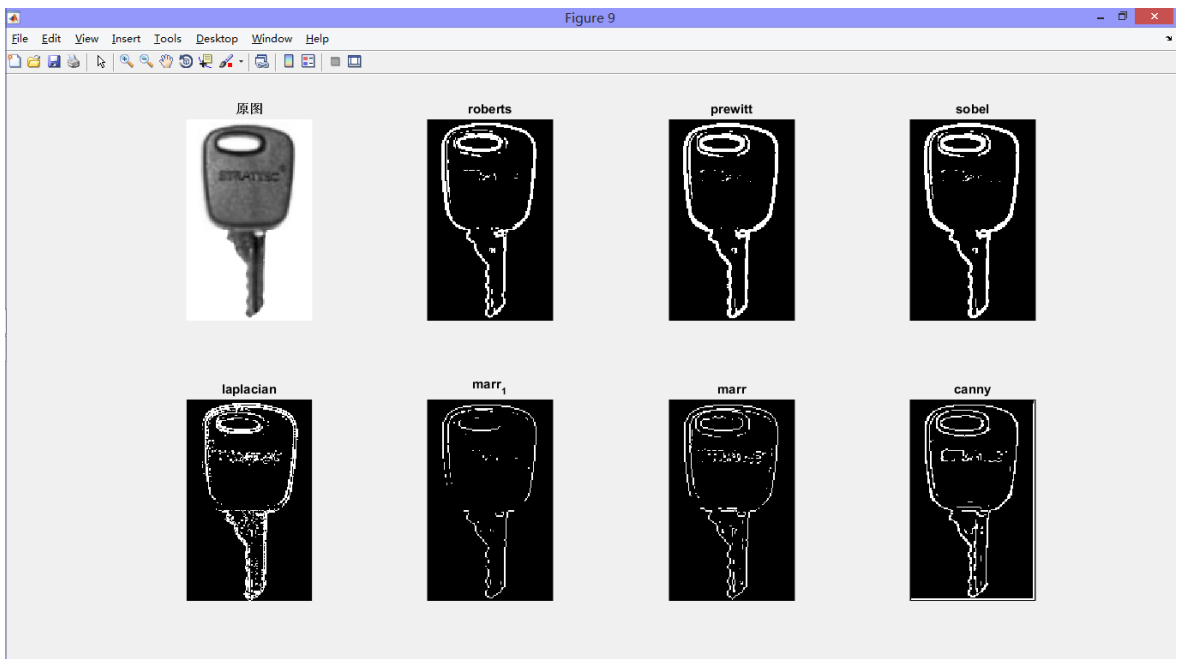 Figure 9
File Edit View Insert Tools Desktop Window Help
原图 roberts prewitt sobel
STRATTEC
laplacian marr₁ marr canny